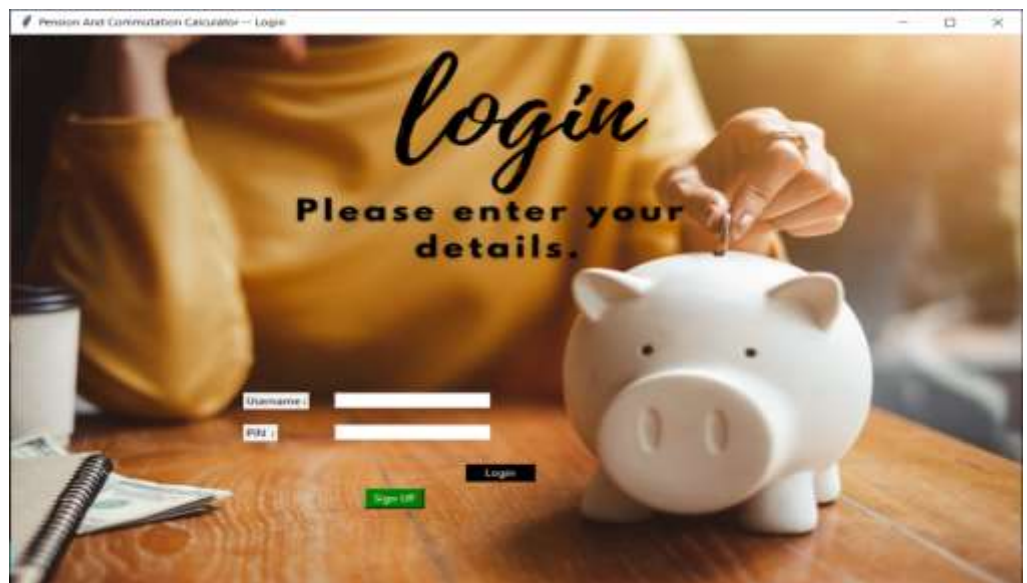 Pension And Commutation Calculator -- Login
login
Please enter your
details.
Username :
PIN :
Login
Sign UP